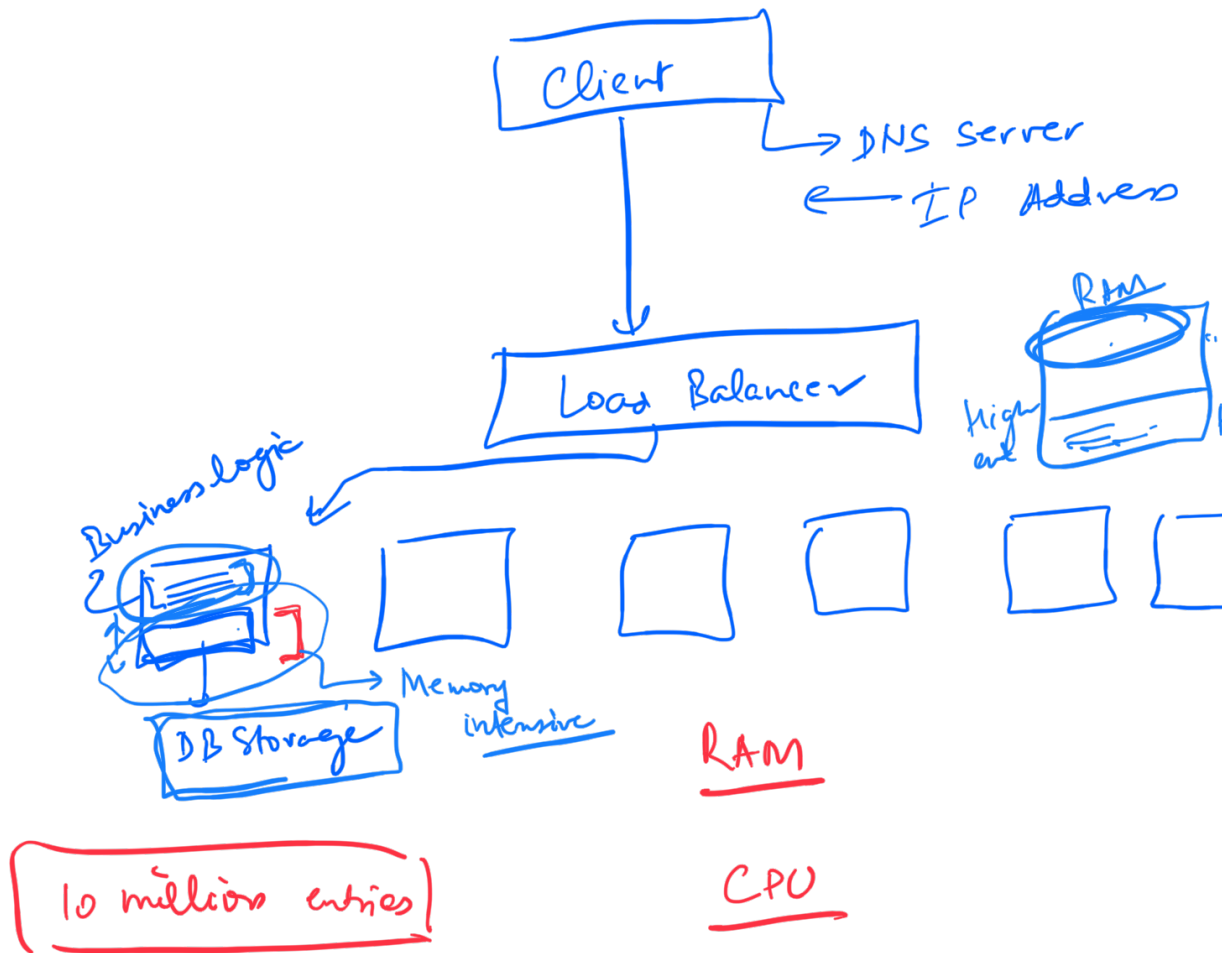 Client
DNS Server
IP Address
RAM
Load Balancer
High
Business logic
Memory
intensive
DB Storage
RAM
10 million entries
CPU